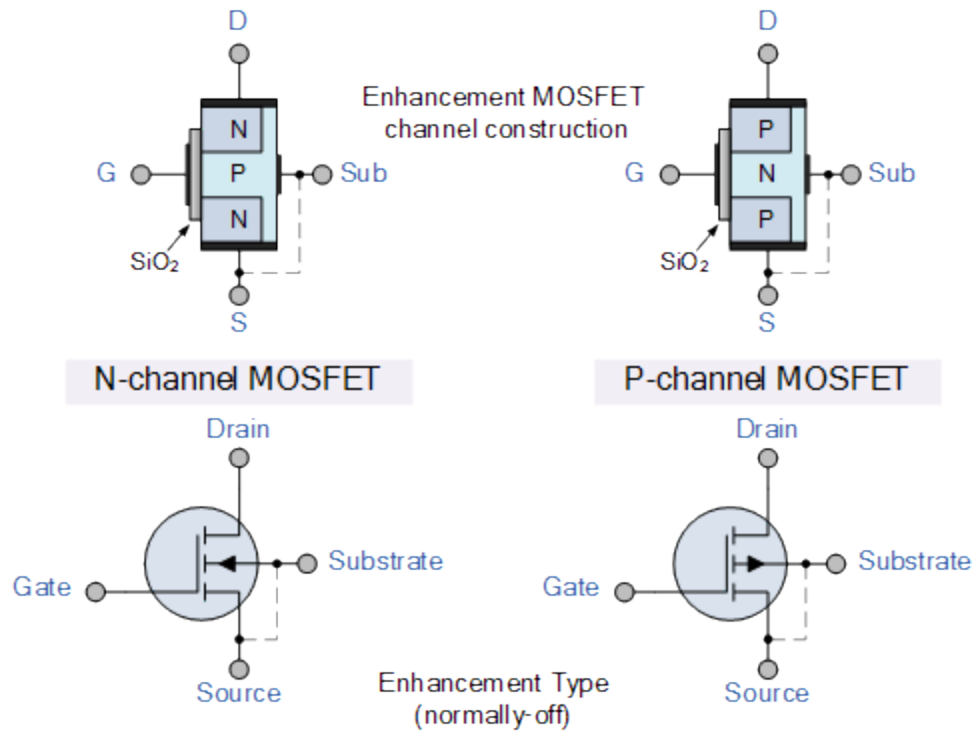 D
D
Enhancement MOSFET
channel construction
N
P
N
G
Sub
SiO₂
S
P
N
P
G
Sub
SiO₂
S
N-channel MOSFET
P-channel MOSFET
Drain
Gate
Substrate
Source
Drain
Gate
Substrate
Source
Enhancement Type
(normally-off)